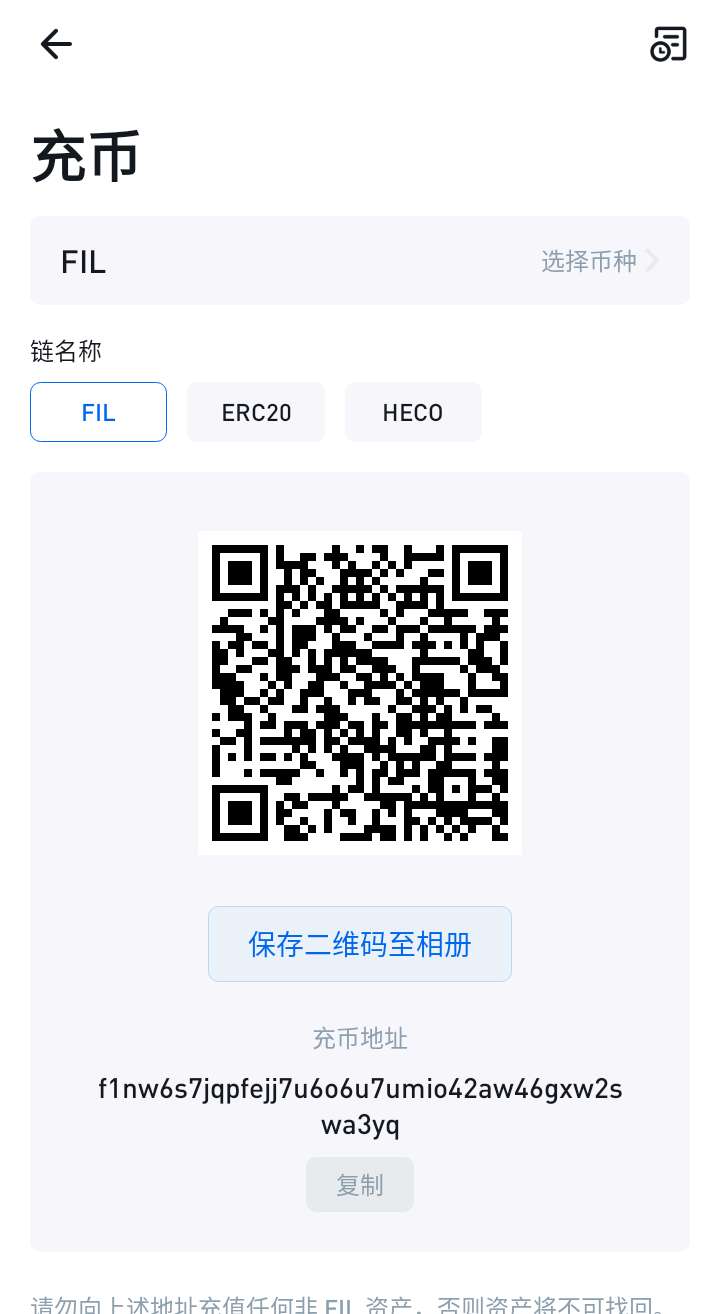 充币
FIL
选择币种
链名称
FIL
ERC20
HECO
保存二维码至相册
充币地址
f1nw6s7jqpfejj7u6o6u7umio42aw46gxw2s
wa3yq
复制
请勿向上述地址充值任何非 FIL 资产，否则资产将不可找回。